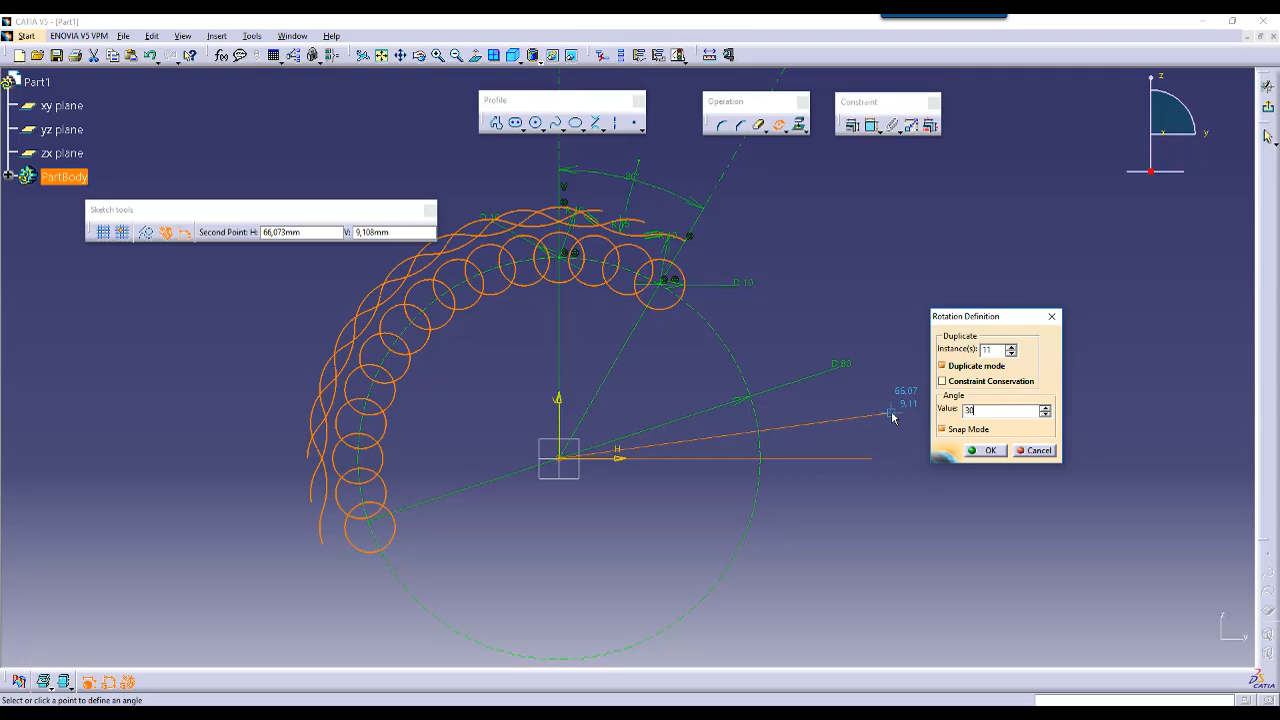 CATIA V5 - [Part1]
Start ENOVIA V5 VPM File Edit View Insert Tools Window Help
Part1
xy plane
yz plane
zx plane
PartBody
Profile
Operation
Constraint
z
y
x
Sketch tools
Second Point: H: 66,073mm V: 9,108mm
V
D 10
D 80
66,07
9,11
H
Rotation Definition
Duplicate
Instance(s): 11
Duplicate mode
Constraint Conservation
Angle
Value: 30
Snap Mode
OK Cancel
z
y
CATIA
Select or click a point to define an angle